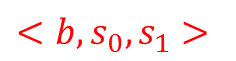 < b, s₀, s₁ >